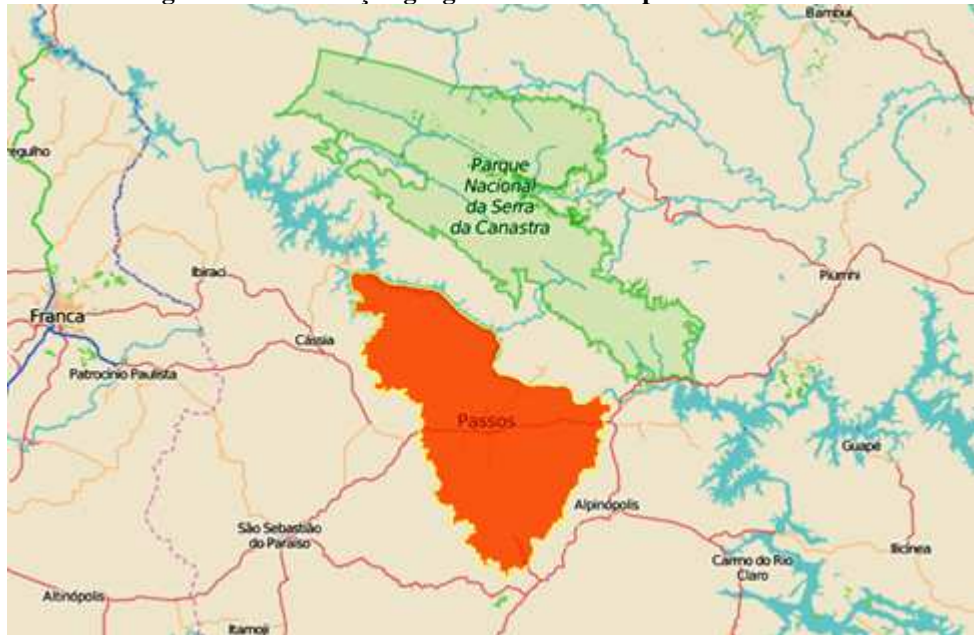 Bambuí
Parque
Nacional
da Serra
da Canastra
egulho
Ibiraci
Piumhi
Franca
Cássia
Patrocínio Paulista
Passos
Guapé
Alpinópolis
São Sebastião
do Paraíso
Carmo do Rio
Claro
Ilicínea
Altinópolis
Itamoji